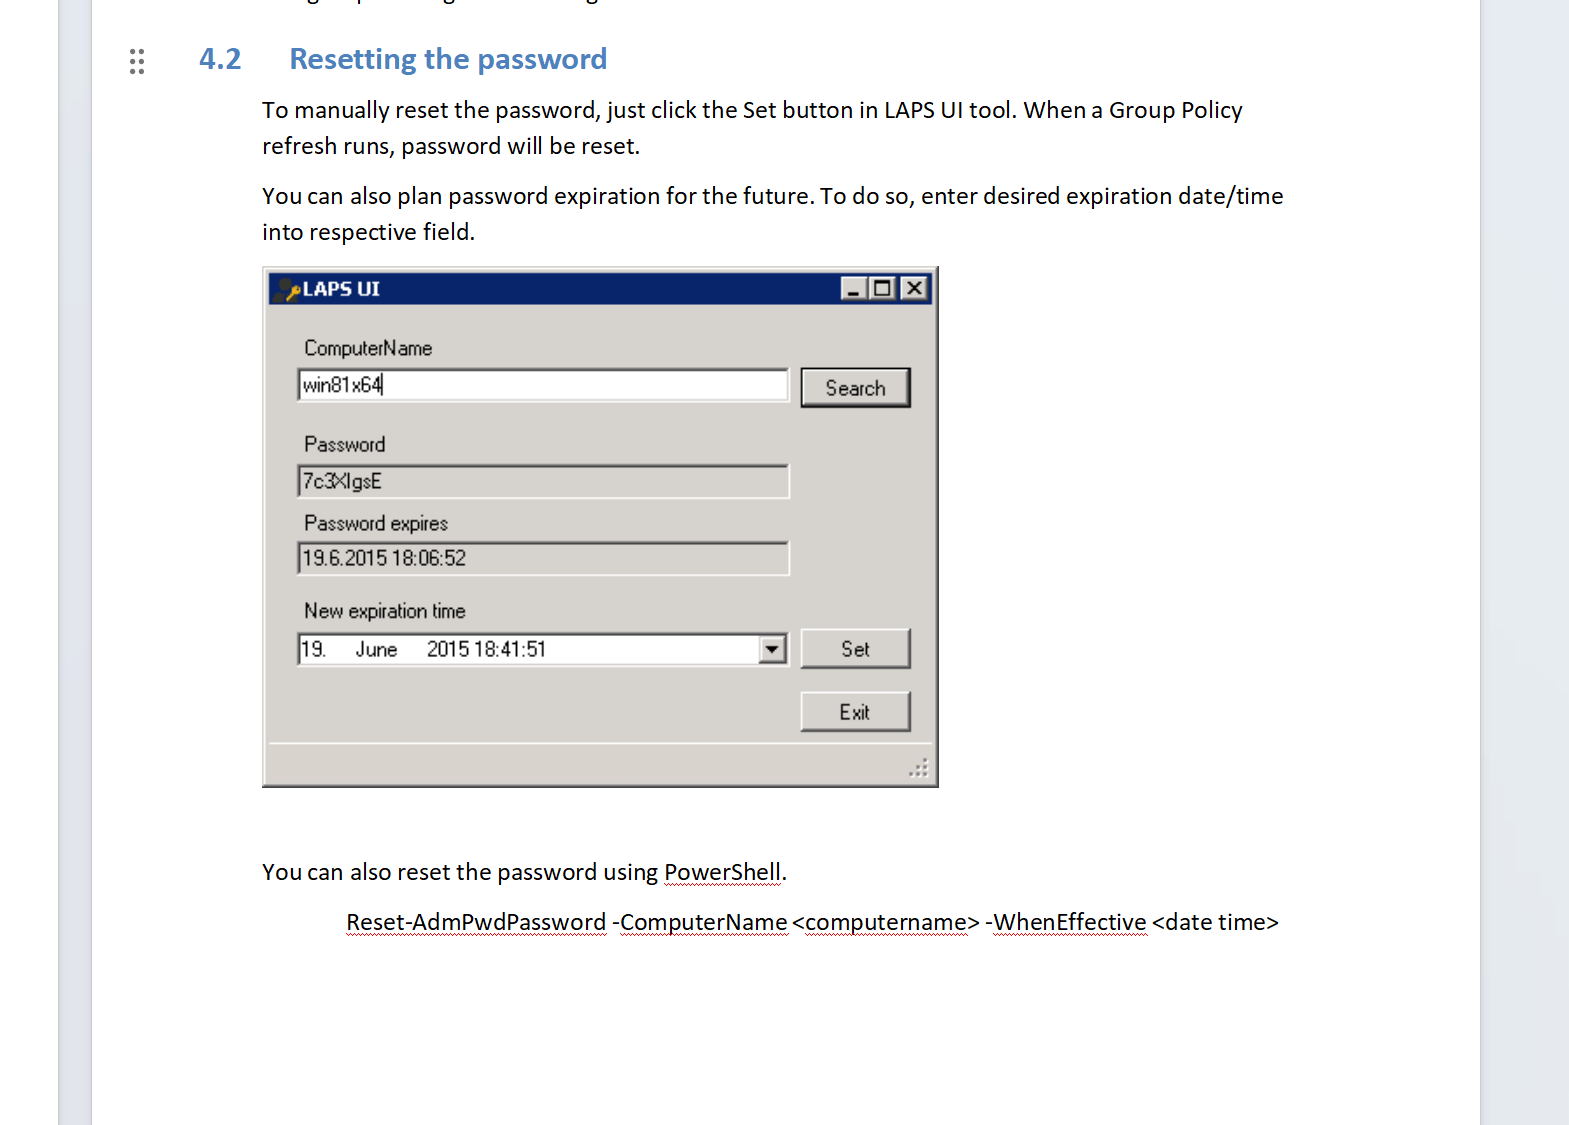 4.2 Resetting the password
To manually reset the password, just click the Set button in LAPS UI tool. When a Group Policy
refresh runs, password will be reset.
You can also plan password expiration for the future. To do so, enter desired expiration date/time
into respective field.
LAPS UI
ComputerName
win81x64
Search
Password
7c3XIgsE
Password expires
19.6.2015 18:06:52
New expiration time
19. June 2015 18:41:51
Set
Exit
You can also reset the password using PowerShell.
Reset-AdmPwdPassword -ComputerName <computername> -WhenEffective <date time>